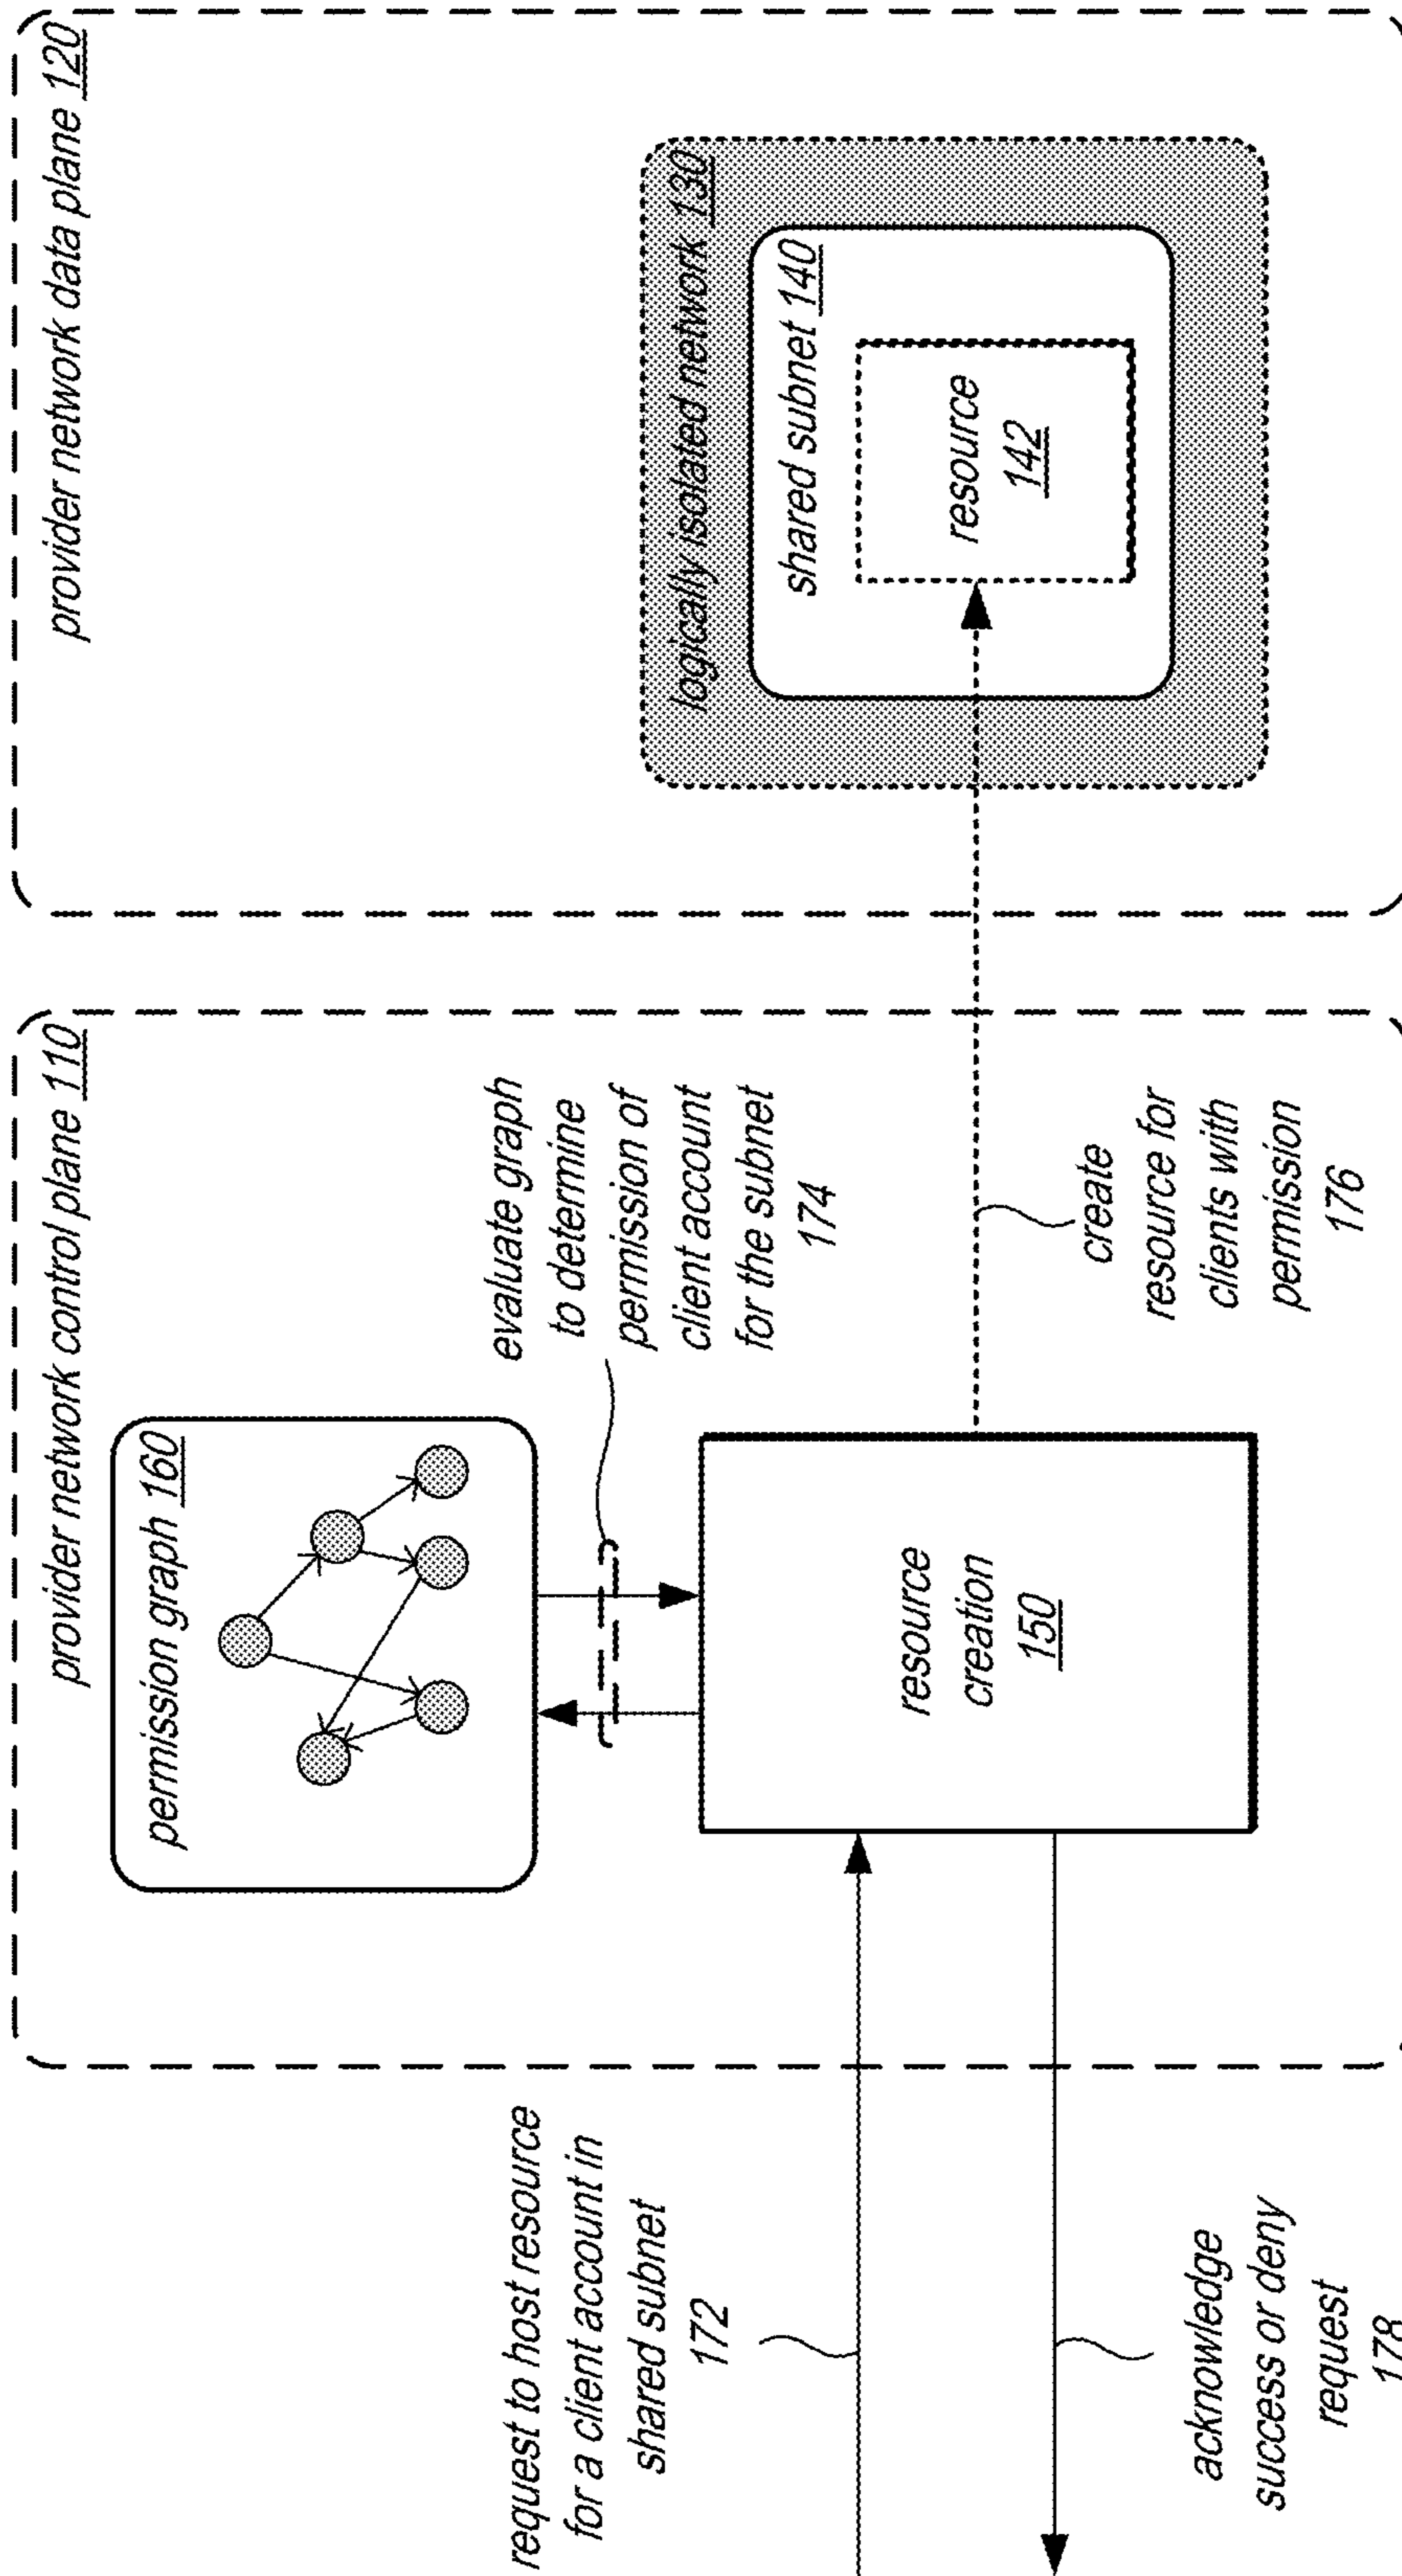 provider network control plane 110
permission graph 160
evaluate graph
to determine
permission of
client account
for the subnet
174
request to host resource
for a client account in
shared subnet
172
resource
creation
150
acknowledge
success or deny
request
178
create
resource for
clients with
permission
176
provider network data plane 120
logically isolated network 130
shared subnet 140
resource
142